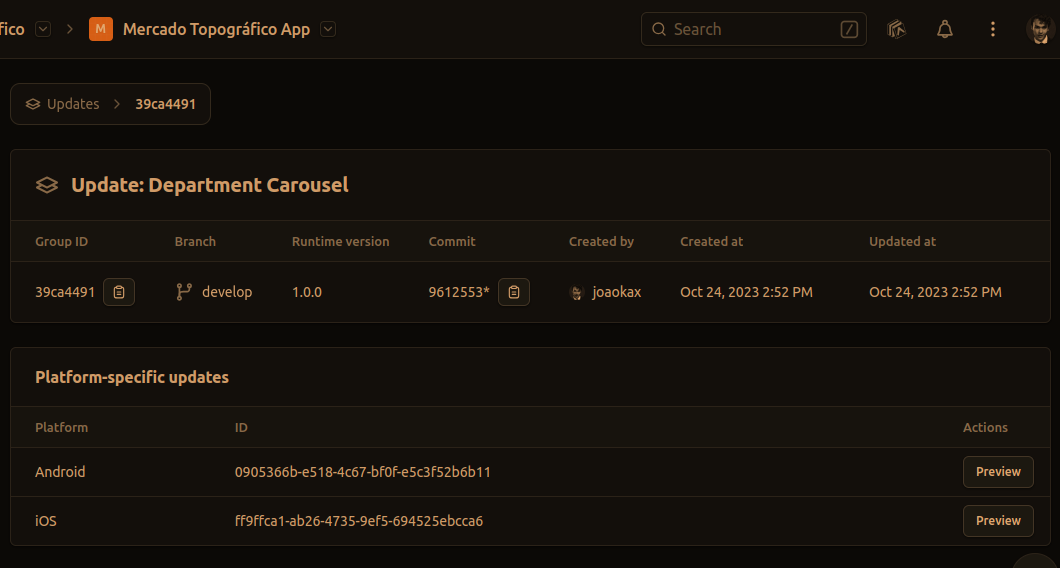 fico > M Mercado Topográfico App Search /
Updates > 39ca4491
Update: Department Carousel
Group ID Branch Runtime version Commit Created by Created at Updated at
39ca4491 develop 1.0.0 9612553* joaokax Oct 24, 2023 2:52 PM Oct 24, 2023 2:52 PM
Platform-specific updates
Platform ID Actions
Android 0905366b-e518-4c67-bf0f-e5c3f52b6b11 Preview
iOS ff9ffca1-ab26-4735-9ef5-694525ebcca6 Preview